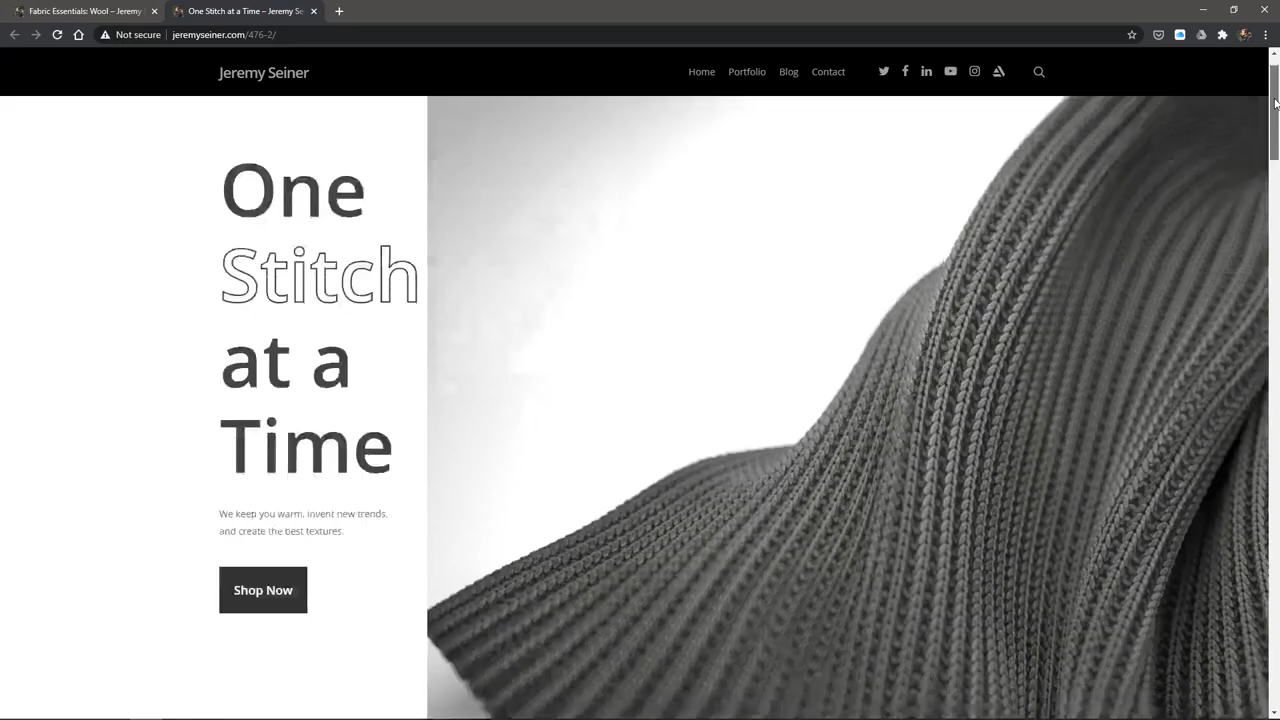 Fabric Essentials: Wool – Jeremy
One Stitch at a Time – Jeremy Se
Not secure
jeremyseiner.com/476-2/
Jeremy Seiner
Home
Portfolio
Blog
Contact
One
Stitch
at a
Time
We keep you warm, invent new trends,
and create the best textures.
Shop Now